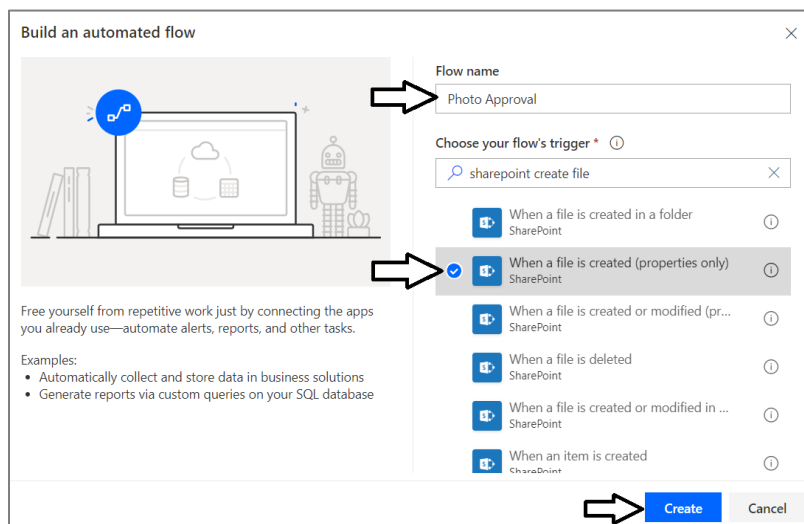 Build an automated flow
Free yourself from repetitive work just by connecting the apps
you already use—automate alerts, reports, and other tasks.
Examples:
• Automatically collect and store data in business solutions
• Generate reports via custom queries on your SQL database
Flow name
Photo Approval
Choose your flow's trigger *
sharepoint create file
When a file is created in a folder
SharePoint
When a file is created (properties only)
SharePoint
When a file is created or modified (pr...
SharePoint
When a file is deleted
SharePoint
When a file is created or modified in ...
SharePoint
When an item is created
SharePoint
Create
Cancel